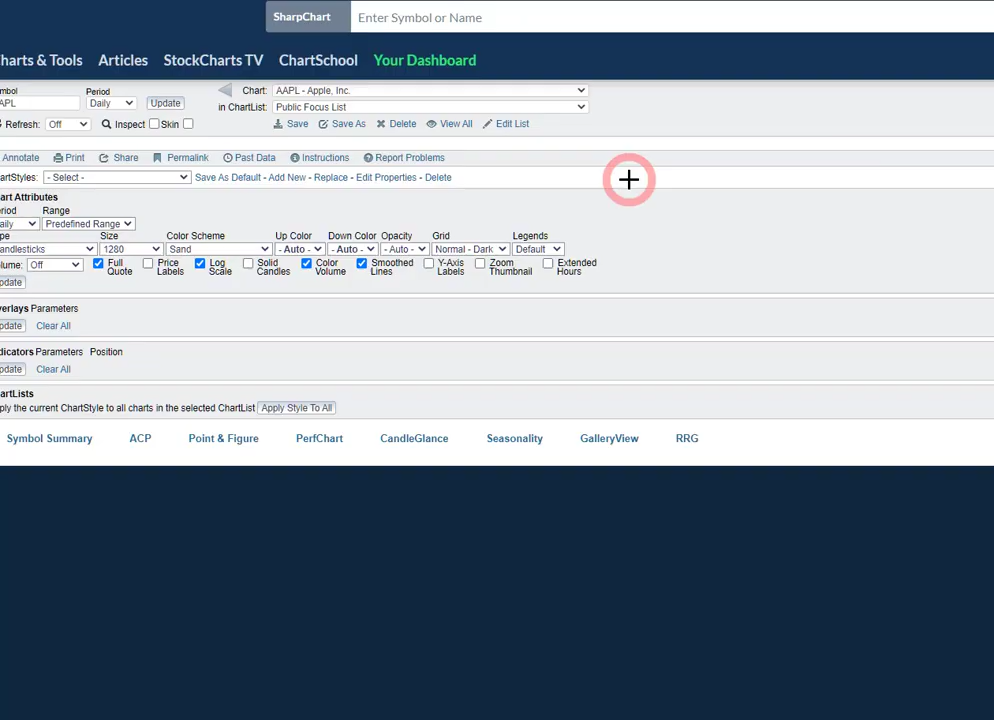 SharpChart Enter Symbol or Name
harts & Tools Articles StockCharts TV ChartSchool Your Dashboard
mbol Period Chart: AAPL - Apple, Inc.
APL Daily Update in ChartList: Public Focus List
Refresh: Off Inspect Skin Save Save As Delete View All Edit List
Annotate Print Share Permalink Past Data Instructions Report Problems
artStyles: - Select - Save As Default - Add New - Replace - Edit Properties - Delete
art Attributes
riod Range
aily Predefined Range
pe Size Color Scheme Up Color Down Color Opacity Grid Legends
andlesticks 1280 Sand - Auto - - Auto - - Auto - Normal - Dark Default
lume: Off Full Quote Price Labels Log Scale Solid Candles Color Volume Smoothed Lines Y-Axis Labels Zoom Thumbnail Extended Hours
pdate
verlays Parameters
pdate Clear All
dicators Parameters Position
pdate Clear All
artLists
ply the current ChartStyle to all charts in the selected ChartList Apply Style To All
Symbol Summary ACP Point & Figure PerfChart CandleGlance Seasonality GalleryView RRG